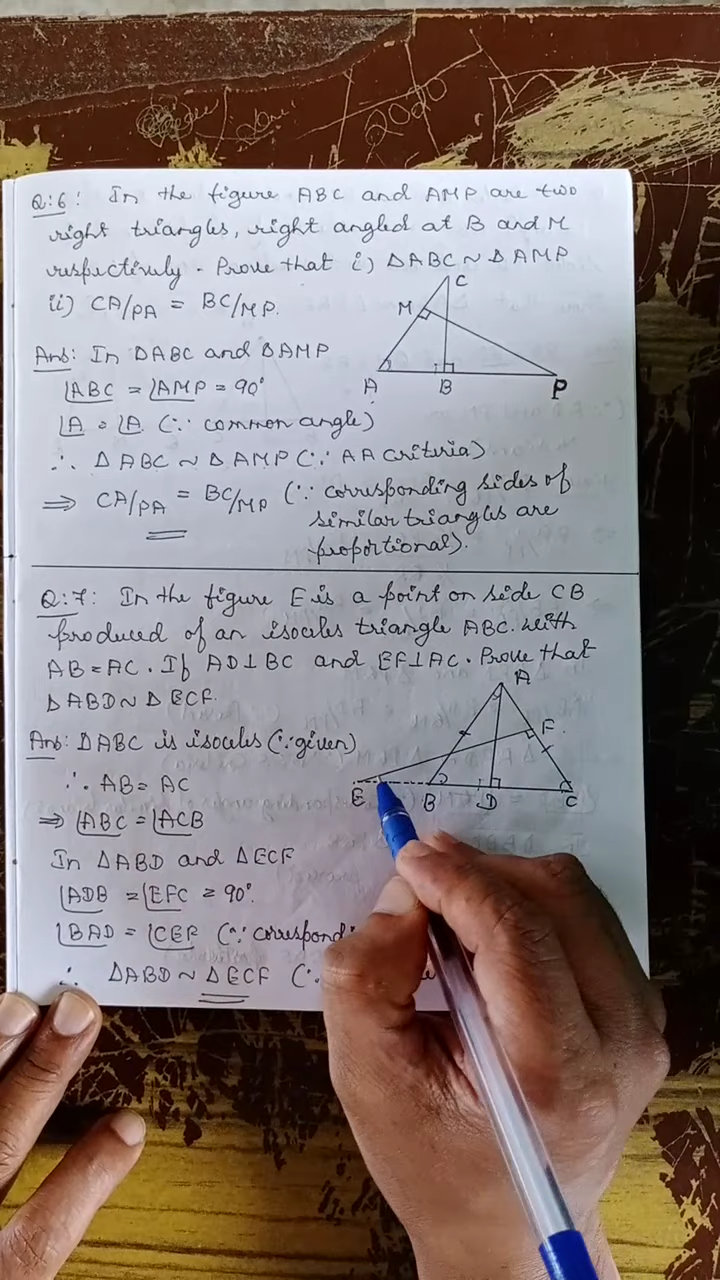 2020
Q:6: In the figure ABC and AMP are two
right triangles, right angled at B and M
respectively. Prove that i) ΔABC ~ ΔAMP
ii) CA/PA = BC/MP.
C
M
A
B
P
Ans: In ΔABC and ΔAMP
∠ABC = ∠AMP = 90°
∠A = ∠A (∵ common angle)
∴ ΔABC ~ ΔAMP (∵ AA criteria)
⇒ CA/PA = BC/MP (∵ corresponding sides of
similar triangles are
proportional).
Q:7: In the figure E is a point on side CB
produced of an isoceles triangle ABC with
AB = AC. If AD⊥BC and EF⊥AC. Prove that
ΔABD ~ ΔECF.
A
F
E
B
D
C
Ans: ΔABC is isoceles (∵ given)
∴ AB = AC
⇒ ∠ABC = ∠ACB
In ΔABD and ΔECF
∠ADB = ∠EFC = 90°.
∠BAD = ∠CEF (∵
∴ ΔABD ~ ΔECF (∵